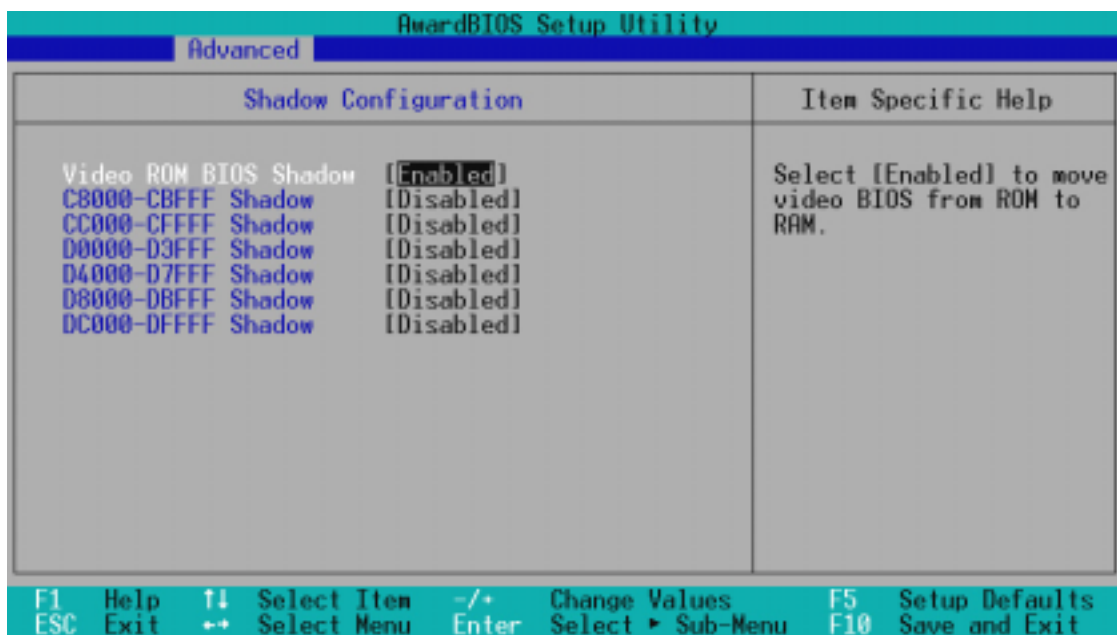 AwardBIOS Setup Utility
Advanced
Shadow Configuration
Item Specific Help
Video ROM BIOS Shadow [Enabled]
C8000-CBFFF Shadow [Disabled]
CC000-CFFFF Shadow [Disabled]
D0000-D3FFF Shadow [Disabled]
D4000-D7FFF Shadow [Disabled]
D8000-DBFFF Shadow [Disabled]
DC000-DFFFF Shadow [Disabled]
Select [Enabled] to move
video BIOS from ROM to
RAM.
F1 Help ↑↓ Select Item -/+ Change Values F5 Setup Defaults
ESC Exit ←→ Select Menu Enter Select ► Sub-Menu F10 Save and Exit